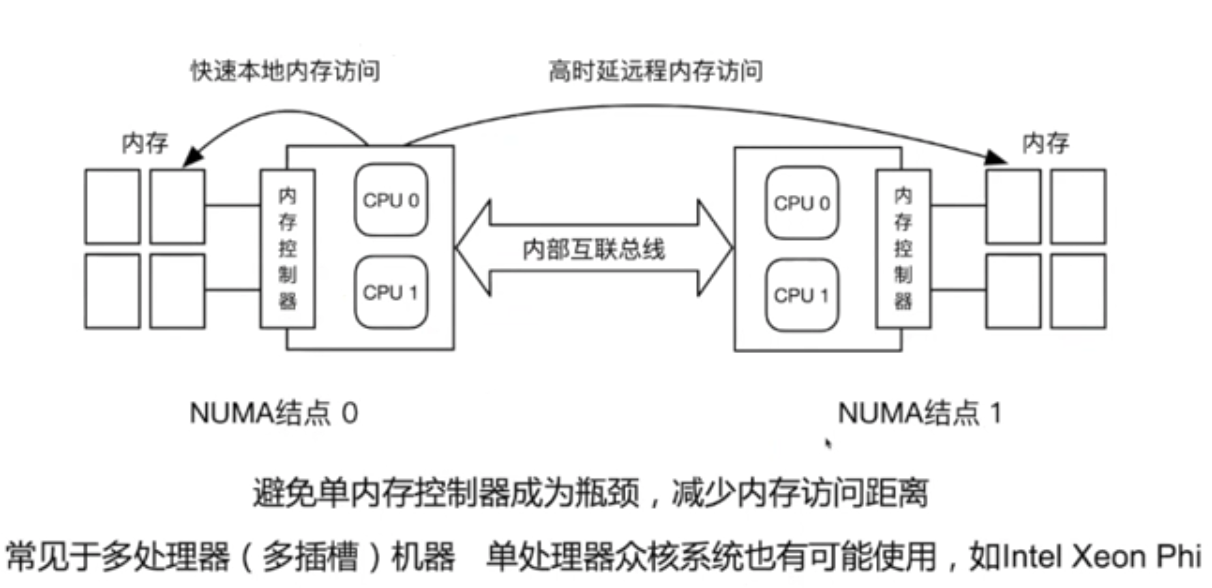 快速本地内存访问
高时延远程内存访问
内存
内存
内存控制器
CPU 0
CPU 1
内部互联总线
CPU 0
CPU 1
内存控制器
NUMA结点 0
NUMA结点 1
避免单内存控制器成为瓶颈，减少内存访问距离
常见于多处理器（多插槽）机器 单处理器众核系统也有可能使用，如Intel Xeon Phi